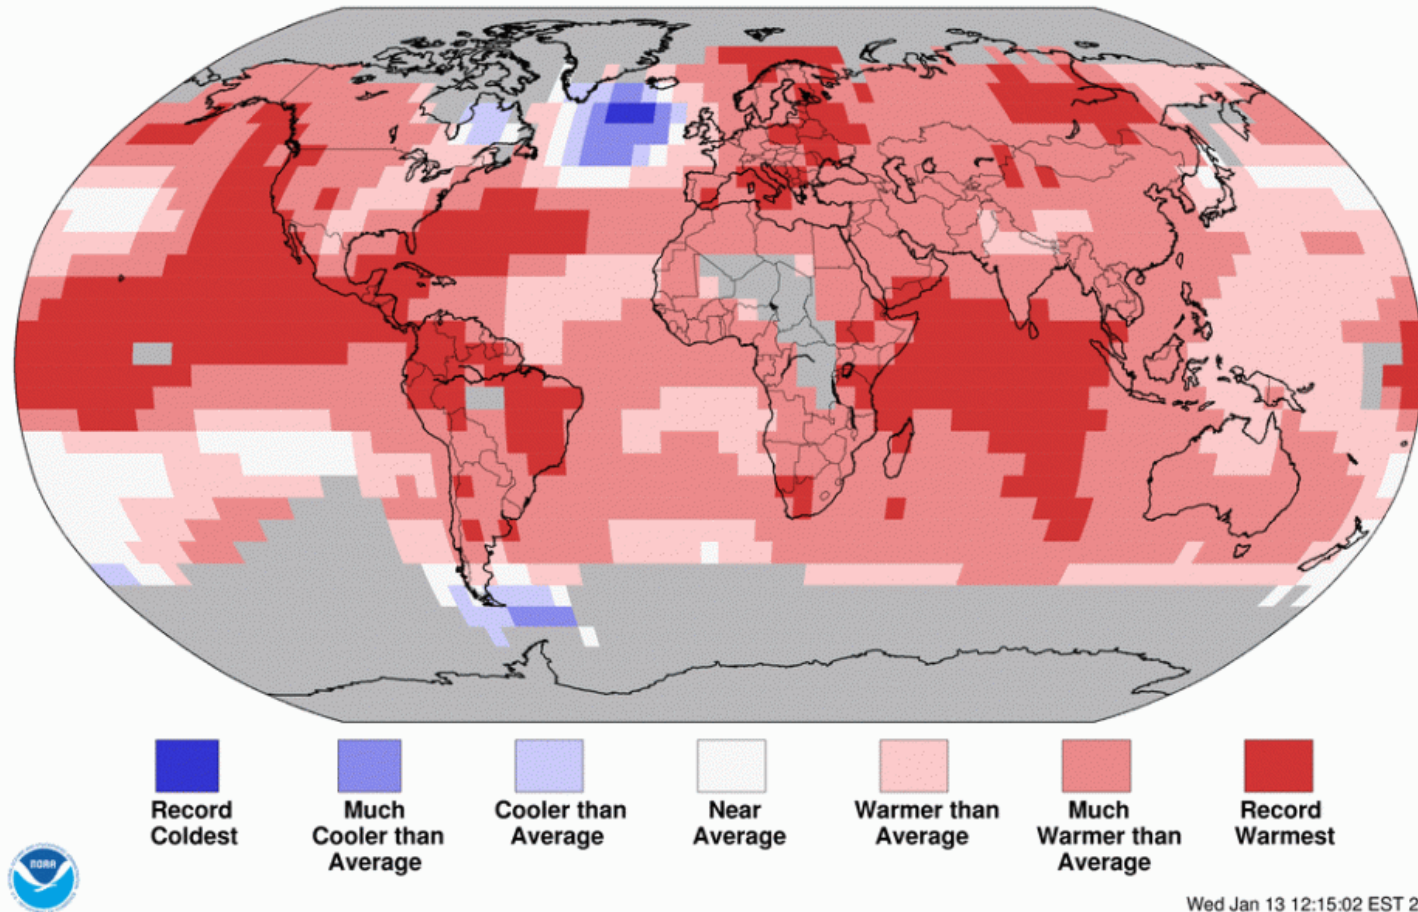 Record
Coldest
Much
Cooler than
Average
Cooler than
Average
Near
Average
Warmer than
Average
Much
Warmer than
Average
Record
Warmest
NOAA
Wed Jan 13 12:15:02 EST 2